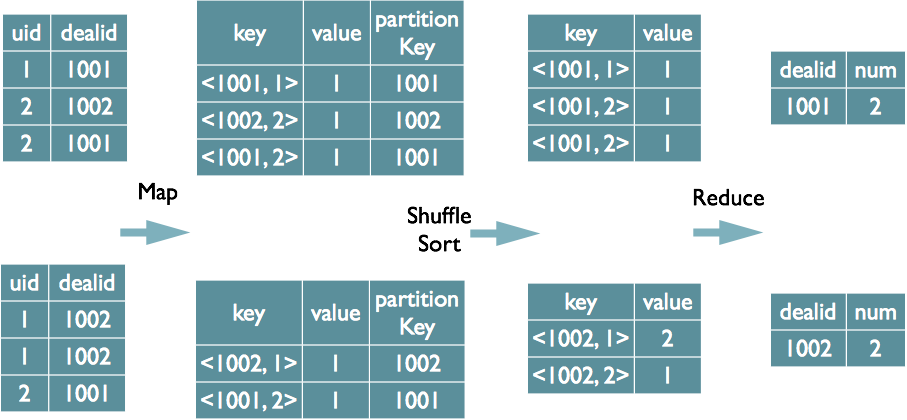 uid dealid
1 1001
2 1002
2 1001
key value partition Key
<1001, 1> 1 1001
<1002, 2> 1 1002
<1001, 2> 1 1001
key value
<1001, 1> 1
<1001, 2> 1
<1001, 2> 1
dealid num
1001 2
Map
Shuffle
Sort
Reduce
uid dealid
1 1002
1 1002
2 1001
key value partition Key
<1002, 1> 1 1002
<1001, 2> 1 1001
key value
<1002, 1> 2
<1002, 2> 1
dealid num
1002 2